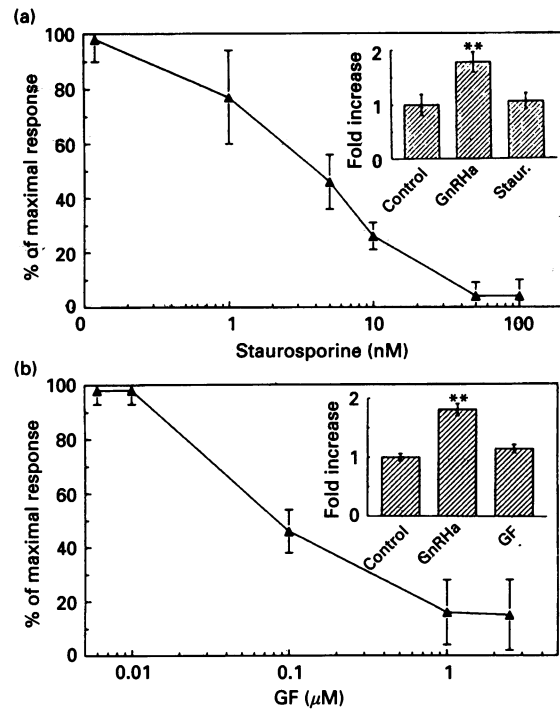 (a)
100
80
60
40
20
0
% of maximal response
0 1 10 100
Staurosporine (nM)
2
1
0
Fold increase
**
Control GnRHa Staur.
(b)
100
80
60
40
20
0
% of maximal response
0.01 0.1 1
GF (μM)
2
1
0
Fold increase
**
Control GnRHa GF